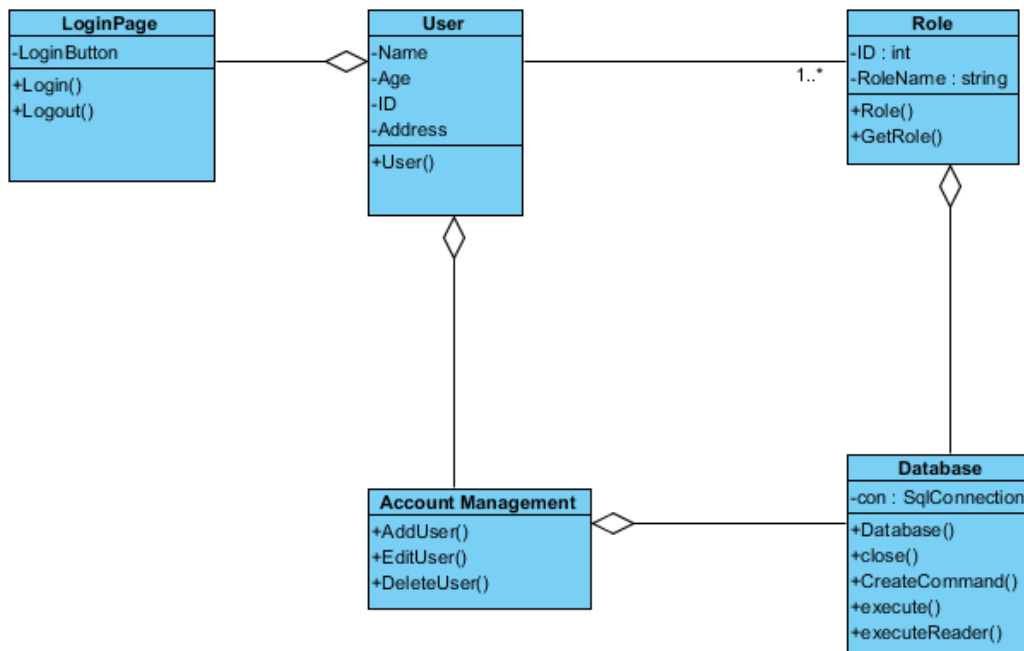 LoginPage
-LoginButton
+Login()
+Logout()
User
-Name
-Age
-ID
-Address
+User()
1..*
Role
-ID : int
-RoleName : string
+Role()
+GetRole()
Account Management
+AddUser()
+EditUser()
+DeleteUser()
Database
-con : SqlConnection
+Database()
+close()
+CreateCommand()
+execute()
+executeReader()